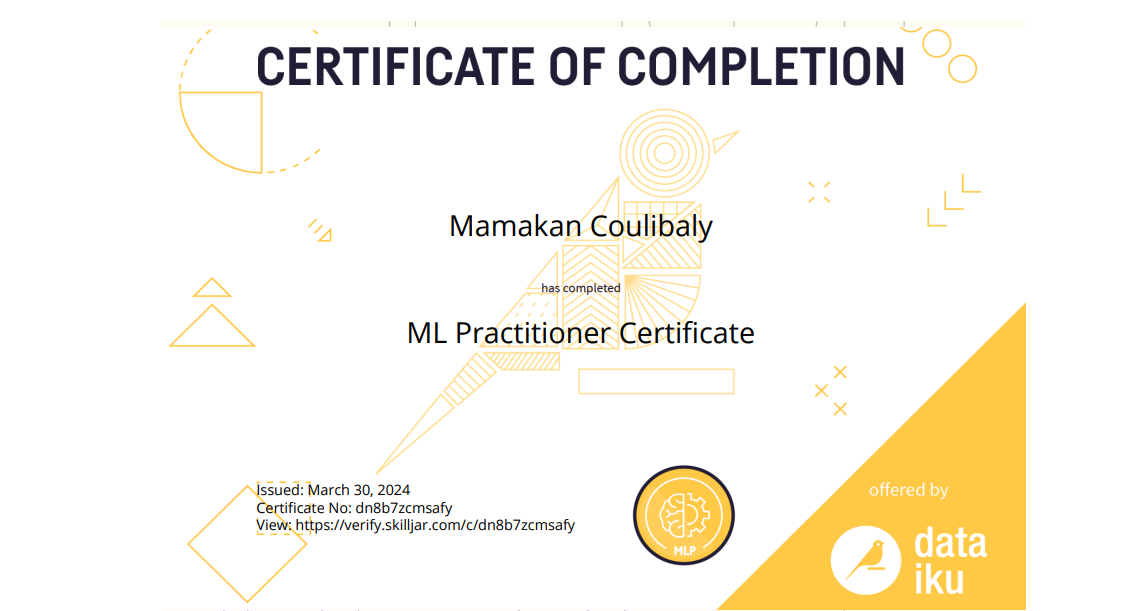 CERTIFICATE OF COMPLETION
Mamakan Coulibaly
has completed
ML Practitioner Certificate
Issued: March 30, 2024
Certificate No: dn8b7zcmsafy
View: https://verify.skilljar.com/c/dn8b7zcmsafy
MLP
offered by
data
iku